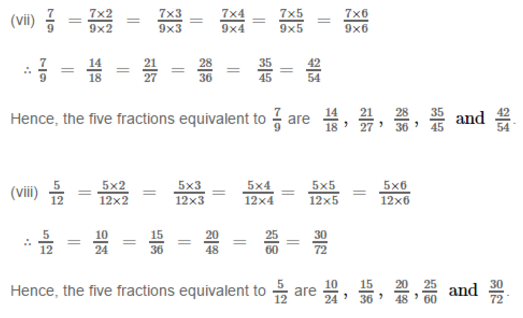 (vii) 7/9 = 7×2/9×2 = 7×3/9×3 = 7×4/9×4 = 7×5/9×5 = 7×6/9×6
∴ 7/9 = 14/18 = 21/27 = 28/36 = 35/45 = 42/54
Hence, the five fractions equivalent to 7/9 are 14/18, 21/27, 28/36, 35/45 and 42/54.
(viii) 5/12 = 5×2/12×2 = 5×3/12×3 = 5×4/12×4 = 5×5/12×5 = 5×6/12×6
∴ 5/12 = 10/24 = 15/36 = 20/48 = 25/60 = 30/72
Hence, the five fractions equivalent to 5/12 are 10/24, 15/36, 20/48, 25/60 and 30/72.